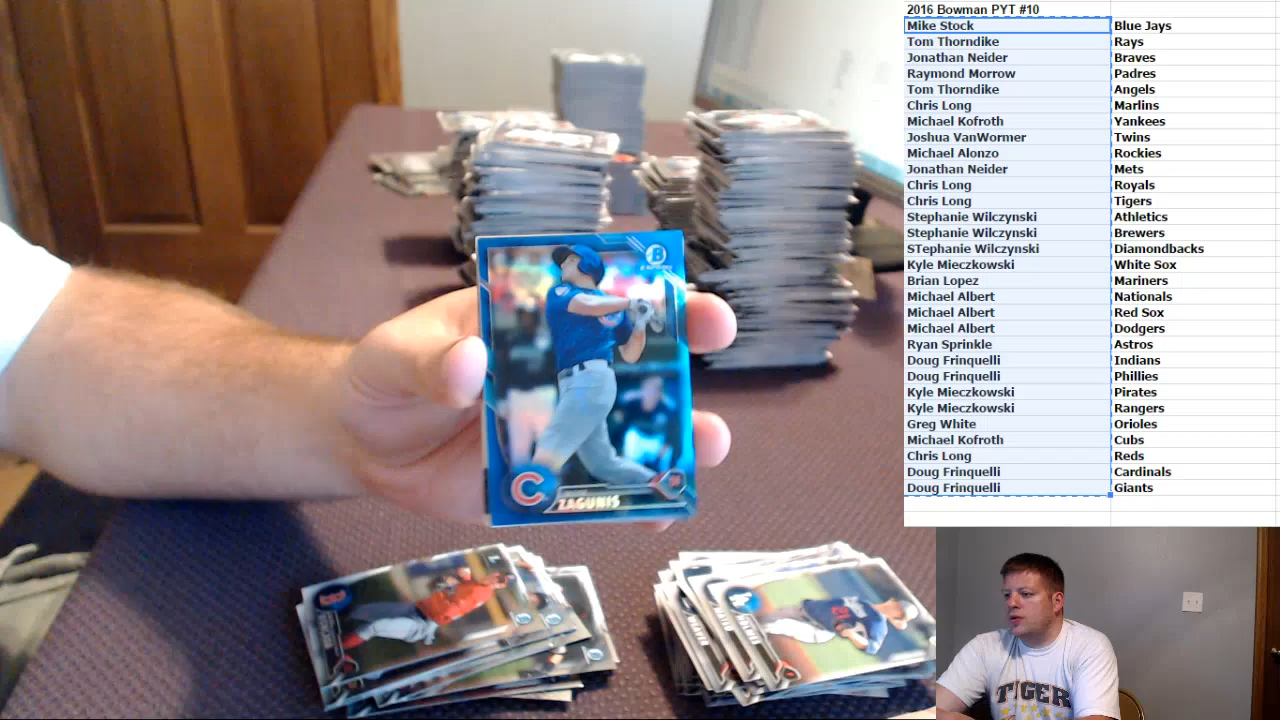 2016 Bowman PYT #10
Mike Stock Blue Jays
Tom Thorndike Rays
Jonathan Neider Braves
Raymond Morrow Padres
Tom Thorndike Angels
Chris Long Marlins
Michael Kofroth Yankees
Joshua VanWormer Twins
Michael Alonzo Rockies
Jonathan Neider Mets
Chris Long Royals
Chris Long Tigers
Stephanie Wilczynski Athletics
Stephanie Wilczynski Brewers
STephanie Wilczynski Diamondbacks
Kyle Mieczkowski White Sox
Brian Lopez Mariners
Michael Albert Nationals
Michael Albert Red Sox
Michael Albert Dodgers
Ryan Sprinkle Astros
Doug Frinquelli Indians
Doug Frinquelli Phillies
Kyle Mieczkowski Pirates
Kyle Mieczkowski Rangers
Greg White Orioles
Michael Kofroth Cubs
Chris Long Reds
Doug Frinquelli Cardinals
Doug Frinquelli Giants
B
C
ZAGUNIS
TIGER